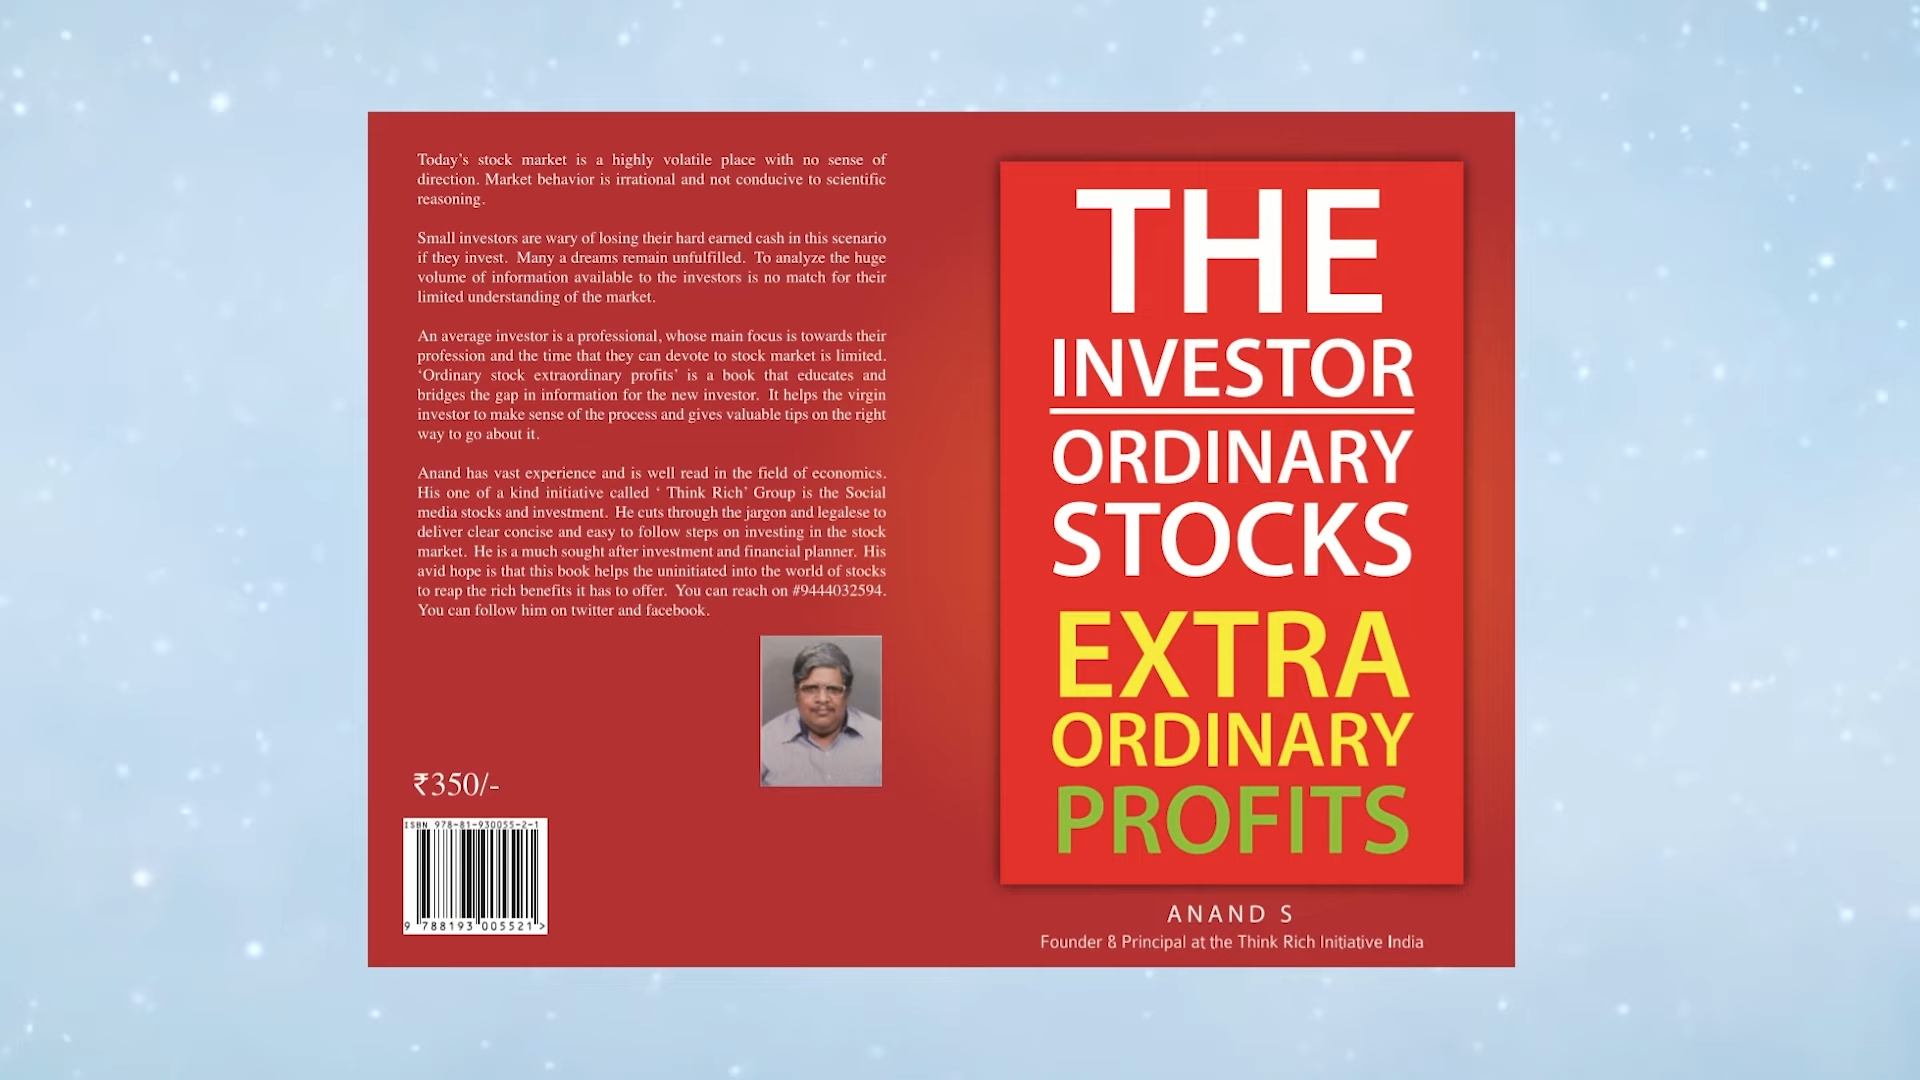 Today’s stock market is a highly volatile place with no sense of
direction. Market behavior is irrational and not conducive to scientific
reasoning.
Small investors are wary of losing their hard earned cash in this scenario
if they invest. Many a dreams remain unfulfilled. To analyze the huge
volume of information available to the investors is no match for their
limited understanding of the market.
An average investor is a professional, whose main focus is towards their
profession and the time that they can devote to stock market is limited.
‘Ordinary stock extraordinary profits’ is a book that educates and
bridges the gap in information for the new investor. It helps the virgin
investor to make sense of the process and gives valuable tips on the right
way to go about it.
Anand has vast experience and is well read in the field of economics.
His one of a kind initiative called ‘ Think Rich’ Group is the Social
media stocks and investment. He cuts through the jargon and legalese to
deliver clear concise and easy to follow steps on investing in the stock
market. He is a much sought after investment and financial planner. His
avid hope is that this book helps the uninitiated into the world of stocks
to reap the rich benefits it has to offer. You can reach on #9444032594.
You can follow him on twitter and facebook.
₹350/-
ISBN 978-81-930055-2-1
9 788193 005521 >
THE
INVESTOR
ORDINARY
STOCKS
EXTRA
ORDINARY
PROFITS
ANAND S
Founder & Principal at the Think Rich Initiative India